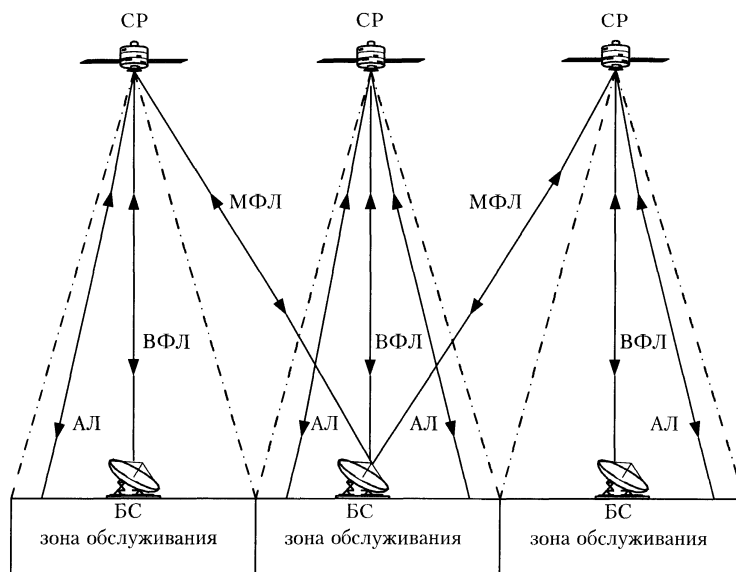 СР СР СР
МФЛ МФЛ
ВФЛ ВФЛ ВФЛ
АЛ АЛ АЛ АЛ
БС БС БС
зона обслуживания зона обслуживания зона обслуживания